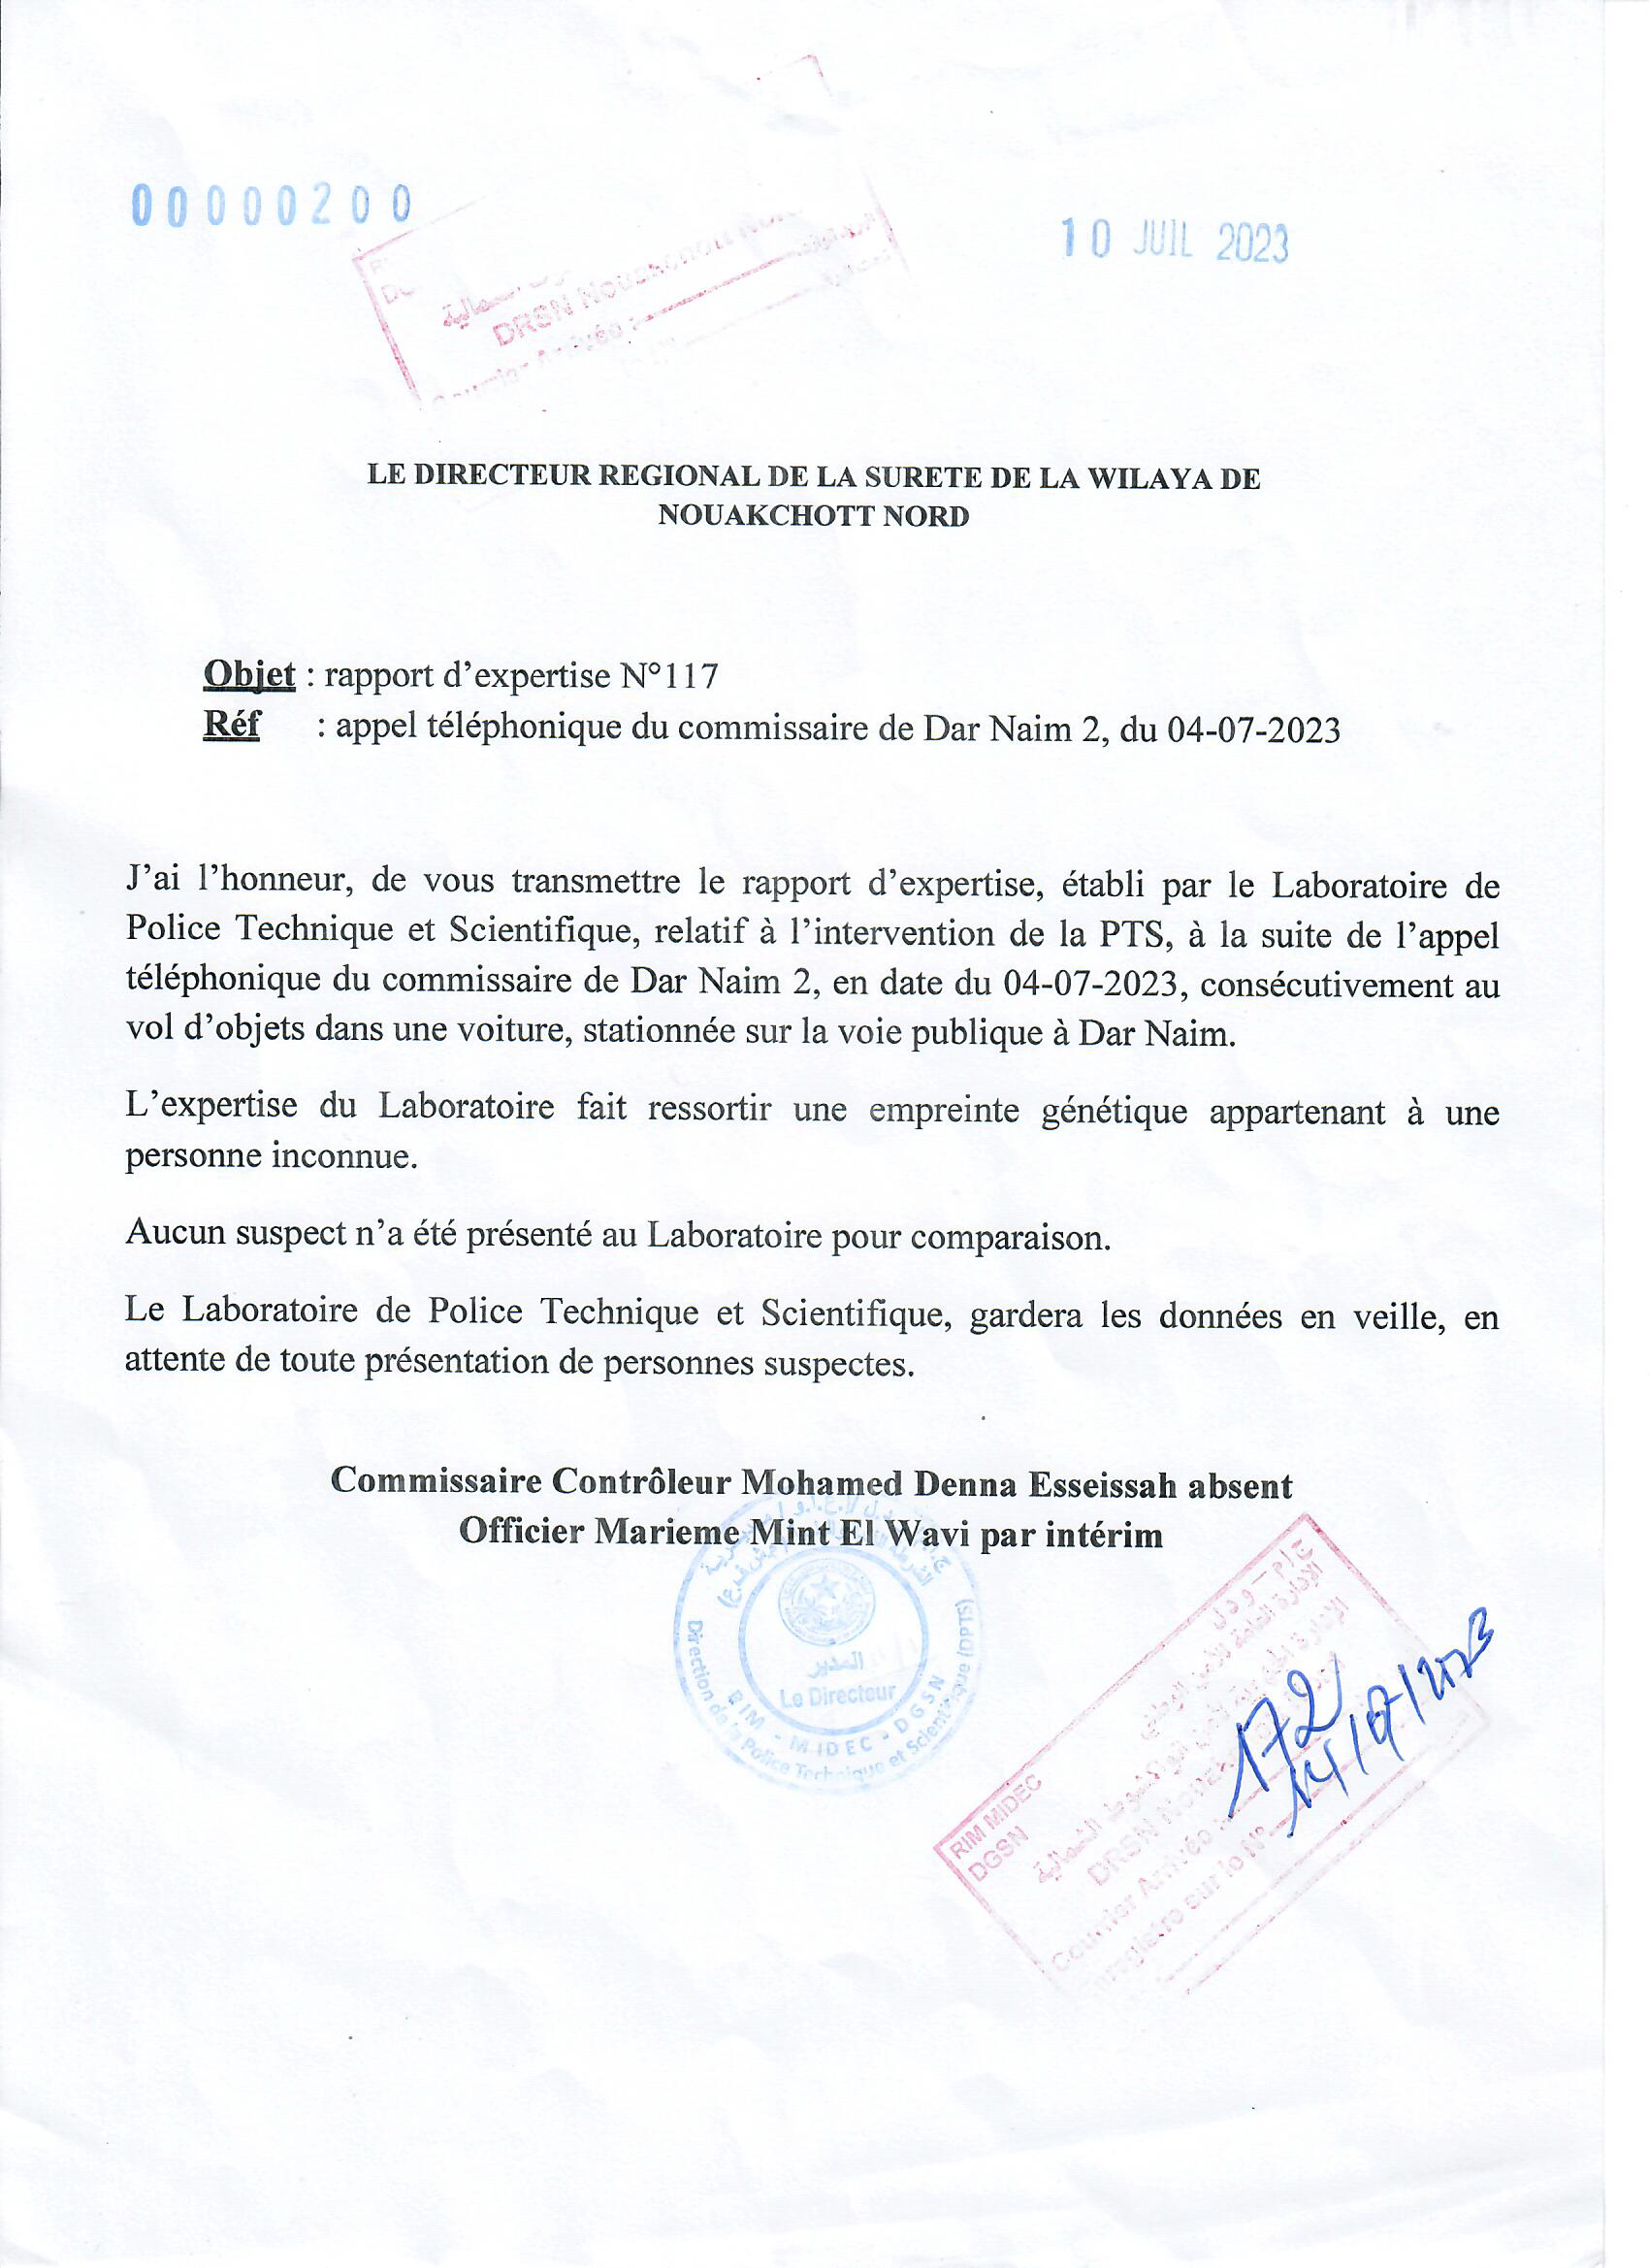 00000200
10 JUIL 2023
DRSN
LE DIRECTEUR REGIONAL DE LA SURETE DE LA WILAYA DE
NOUAKCHOTT NORD
Objet : rapport d’expertise N°117
Réf : appel téléphonique du commissaire de Dar Naim 2, du 04-07-2023
J’ai l’honneur, de vous transmettre le rapport d’expertise, établi par le Laboratoire de
Police Technique et Scientifique, relatif à l’intervention de la PTS, à la suite de l’appel
téléphonique du commissaire de Dar Naim 2, en date du 04-07-2023, consécutivement au
vol d’objets dans une voiture, stationnée sur la voie publique à Dar Naim.
L’expertise du Laboratoire fait ressortir une empreinte génétique appartenant à une
personne inconnue.
Aucun suspect n’a été présenté au Laboratoire pour comparaison.
Le Laboratoire de Police Technique et Scientifique, gardera les données en veille, en
attente de toute présentation de personnes suspectes.
Commissaire Contrôleur Mohamed Denna Esseissah absent
Officier Marieme Mint El Wavi par intérim
المدير
Le Directeur
RIM - MIDEC - DGSN
Direction de la Police Technique et Scientifique (DPTS)
RIM MIDEC
DGSN
DRSN
Courrier Arrivée :
172
14/07/2023
sur le N°